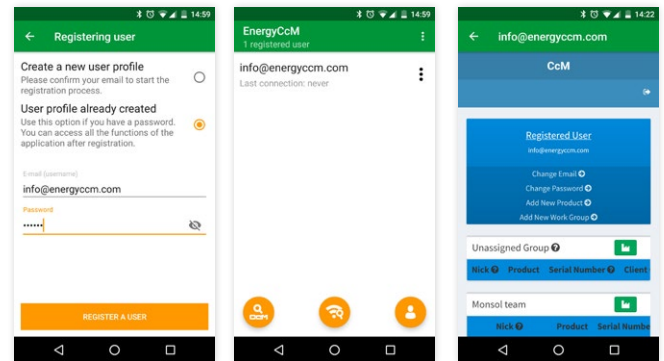 14:59
Registering user
Create a new user profile
Please confirm your email to start the
registration process.
User profile already created
Use this option if you have a password.
You can access all the functions of the
application after registration.
E-mail (username)
info@energyccm.com
Password
REGISTER A USER
14:59
EnergyCcM
1 registered user
info@energyccm.com
Last connection: never
CCM
14:22
info@energyccm.com
CcM
Registered User
info@energyccm.com
Change Email
Change Password
Add New Product
Add New Work Group
Unassigned Group
Nick Product Serial Number Client
Monsol team
Nick Product Serial Numbe